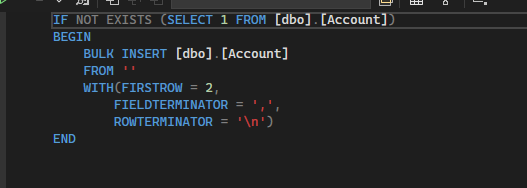 IF NOT EXISTS (SELECT 1 FROM [dbo].[Account])
BEGIN
BULK INSERT [dbo].[Account]
FROM ''
WITH(FIRSTROW = 2,
FIELDTERMINATOR = ',',
ROWTERMINATOR = '\n')
END